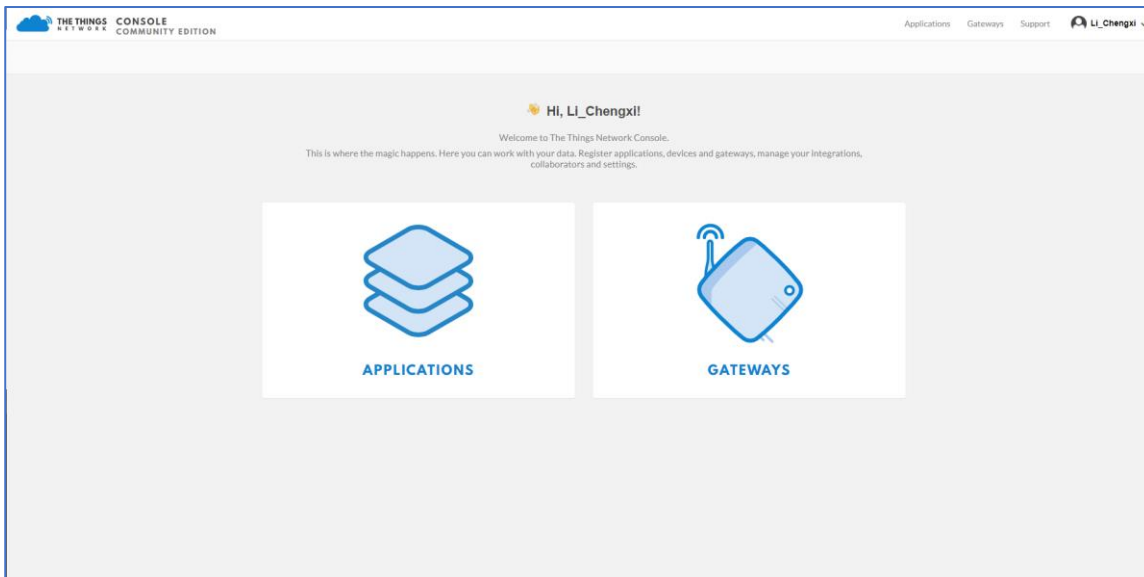 THE THINGS NETWORK CONSOLE COMMUNITY EDITION
Applications Gateways Support Li_Chengxi
👋 Hi, Li_Chengxi!
Welcome to The Things Network Console.
This is where the magic happens. Here you can work with your data. Register applications, devices and gateways, manage your integrations,
collaborators and settings.
APPLICATIONS
GATEWAYS